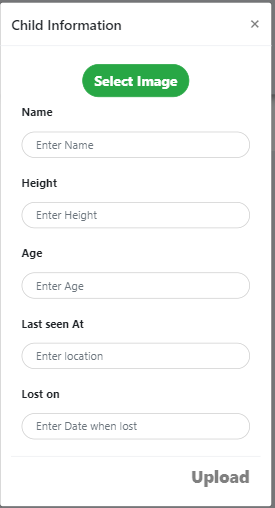 Child Information ×
Select Image
Name
Enter Name
Height
Enter Height
Age
Enter Age
Last seen At
Enter location
Lost on
Enter Date when lost
Upload